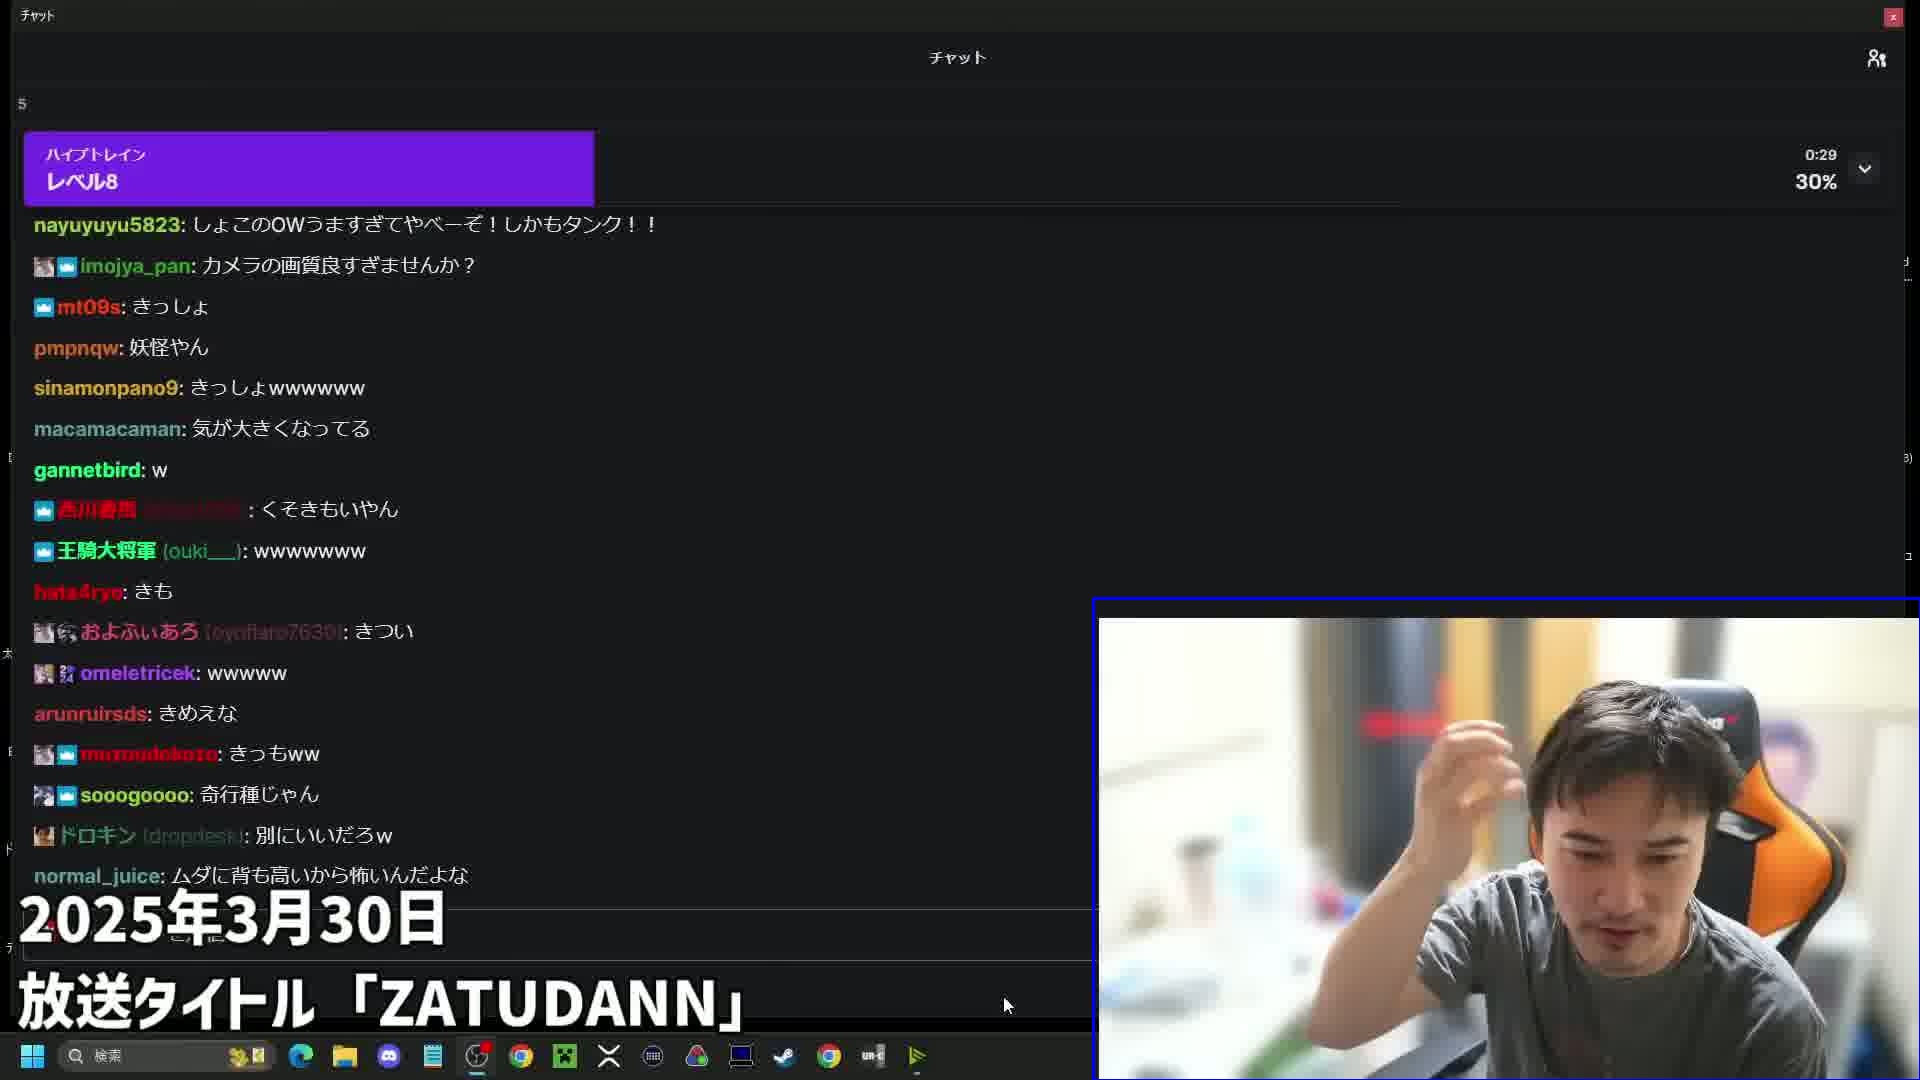 チャット
チャット
5
ハイプトレイン
レベル8
0:29
30%
nayuyuyu5823: しょこのOWうますぎてやべーぞ！しかもタンク！！
imojya_pan: カメラの画質良すぎませんか？
mt09s: きっしょ
pmpnqw: 妖怪やん
sinamonpano9: きっしょwwwwww
macamacaman: 気が大きくなってる
gannetbird: w
: くそきもいやん
王騎大将軍 (ouki___): wwwwwww
hata4ryo: きも
およふぃあろ (oyofiaro7630): きつい
omeletricek: wwwww
arunruirsds: きめえな
muzoudokozo: きっもww
sooogoooo: 奇行種じゃん
ドロキン (dropdesk): 別にいいだろw
normal_juice: ムダに背も高いから怖いんだよな
2025年3月30日
放送タイトル「ZATUDANN」
検索